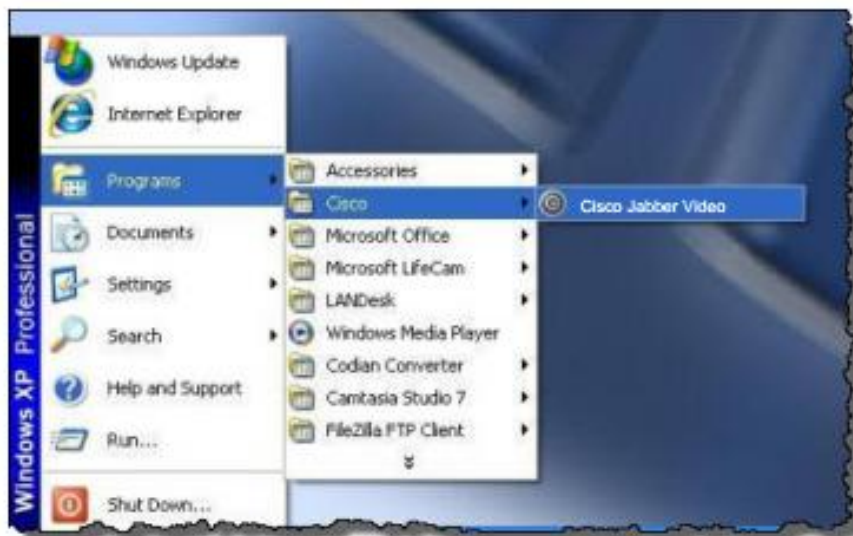 Windows XP Professional
Windows Update
Internet Explorer
Programs
Documents
Settings
Search
Help and Support
Run...
Shut Down...
Accessories
Cisco
Microsoft Office
Microsoft LifeCam
LANDesk
Windows Media Player
Codian Converter
Camtasia Studio 7
FileZilla FTP Client
Cisco Jabber Video